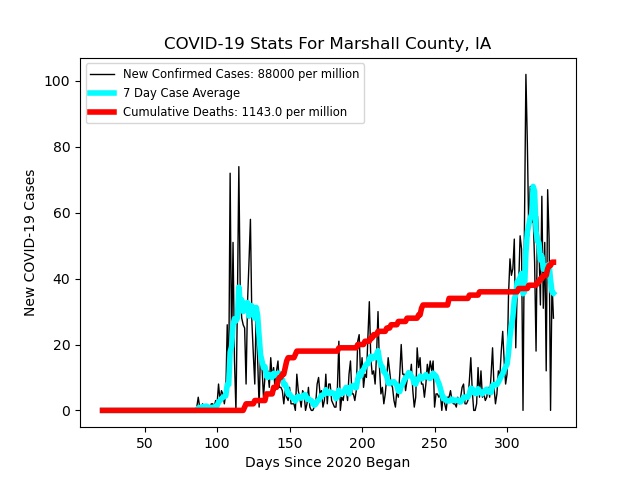 COVID-19 Stats For Marshall County, IA
New Confirmed Cases: 88000 per million
7 Day Case Average
Cumulative Deaths: 1143.0 per million
New COVID-19 Cases
100
80
60
40
20
0
50 100 150 200 250 300
Days Since 2020 Began